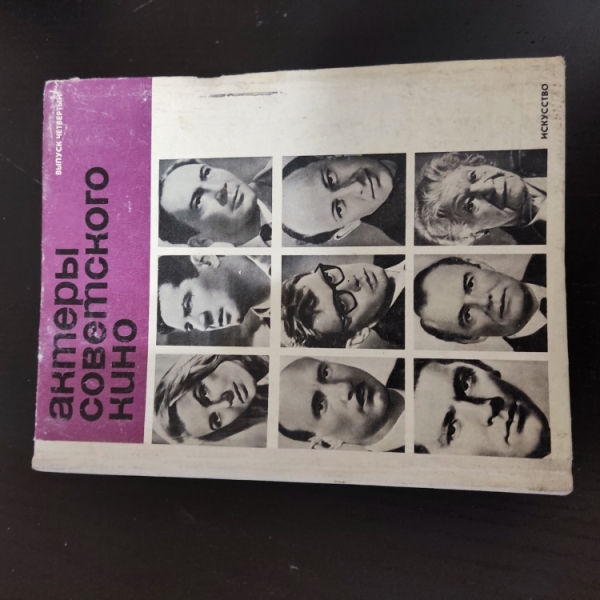 ВЫПУСК ЧЕТВЕРТЫЙ
актеры
советского
кино
ИСКУССТВО